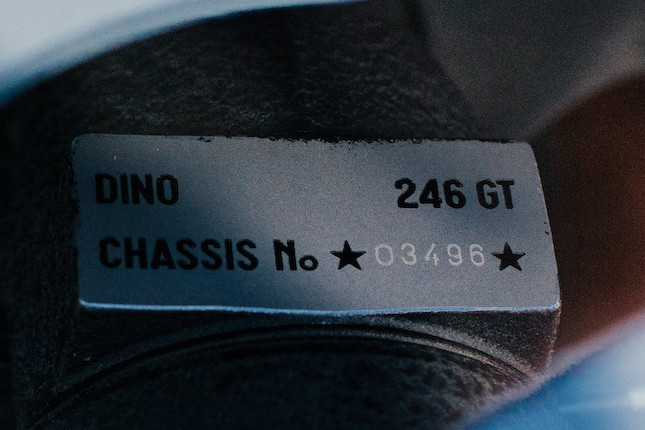 DINO 246 GT
CHASSIS No ★03496★